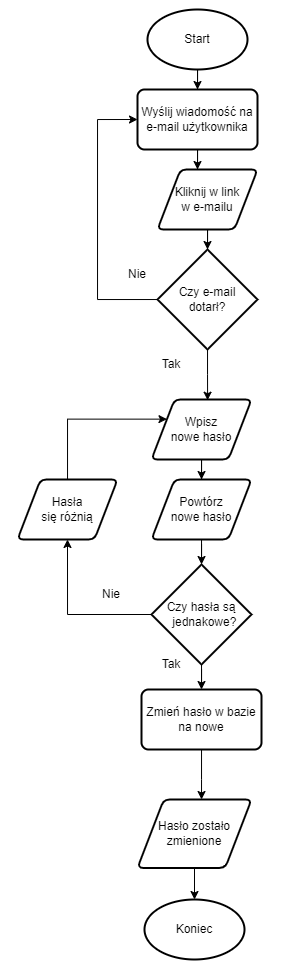 Start
Wyślij wiadomość na
e-mail użytkownika
Kliknij w link
w e-mailu
Nie
Czy e-mail
dotarł?
Tak
Wpisz
nowe hasło
Hasła
się różnią
Powtórz
nowe hasło
Nie
Czy hasła są
jednakowe?
Tak
Zmień hasło w bazie
na nowe
Hasło zostało
zmienione
Koniec